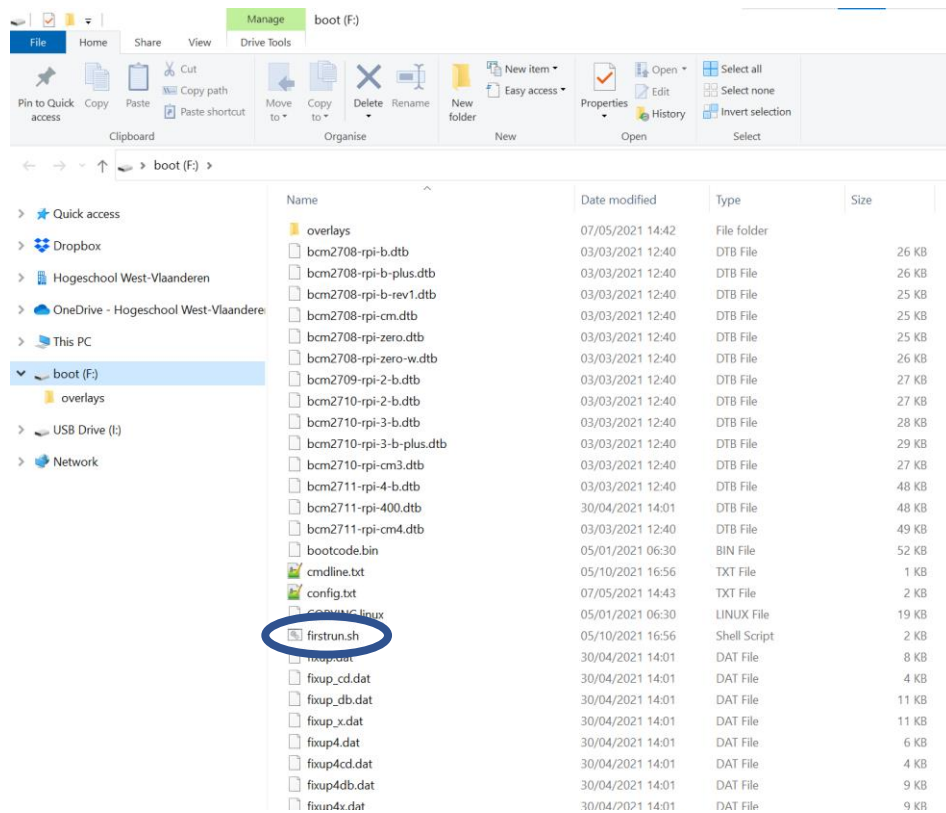 Manage boot (F:)
File Home Share View Drive Tools
Pin to Quick access
Copy
Paste
Cut
Copy path
Paste shortcut
Clipboard
Move to
Copy to
Delete
Rename
Organise
New folder
New item
Easy access
New
Properties
Open
Edit
History
Open
Select all
Select none
Invert selection
Select
boot (F:)
Quick access
Dropbox
Hogeschool West-Vlaanderen
OneDrive - Hogeschool West-Vlaandere
This PC
boot (F:)
overlays
USB Drive (I:)
Network
Name Date modified Type Size
overlays 07/05/2021 14:42 File folder
bcm2708-rpi-b.dtb 03/03/2021 12:40 DTB File 26 KB
bcm2708-rpi-b-plus.dtb 03/03/2021 12:40 DTB File 26 KB
bcm2708-rpi-b-rev1.dtb 03/03/2021 12:40 DTB File 25 KB
bcm2708-rpi-cm.dtb 03/03/2021 12:40 DTB File 25 KB
bcm2708-rpi-zero.dtb 03/03/2021 12:40 DTB File 25 KB
bcm2708-rpi-zero-w.dtb 03/03/2021 12:40 DTB File 26 KB
bcm2709-rpi-2-b.dtb 03/03/2021 12:40 DTB File 27 KB
bcm2710-rpi-2-b.dtb 03/03/2021 12:40 DTB File 27 KB
bcm2710-rpi-3-b.dtb 03/03/2021 12:40 DTB File 28 KB
bcm2710-rpi-3-b-plus.dtb 03/03/2021 12:40 DTB File 29 KB
bcm2710-rpi-cm3.dtb 03/03/2021 12:40 DTB File 27 KB
bcm2711-rpi-4-b.dtb 03/03/2021 12:40 DTB File 48 KB
bcm2711-rpi-400.dtb 30/04/2021 14:01 DTB File 48 KB
bcm2711-rpi-cm4.dtb 03/03/2021 12:40 DTB File 49 KB
bootcode.bin 05/01/2021 06:30 BIN File 52 KB
cmdline.txt 05/10/2021 16:56 TXT File 1 KB
config.txt 07/05/2021 14:43 TXT File 2 KB
COPYING.linux 05/01/2021 06:30 LINUX File 19 KB
firstrun.sh 05/10/2021 16:56 Shell Script 2 KB
fixup.dat 30/04/2021 14:01 DAT File 8 KB
fixup_cd.dat 30/04/2021 14:01 DAT File 4 KB
fixup_db.dat 30/04/2021 14:01 DAT File 11 KB
fixup_x.dat 30/04/2021 14:01 DAT File 11 KB
fixup4.dat 30/04/2021 14:01 DAT File 6 KB
fixup4cd.dat 30/04/2021 14:01 DAT File 4 KB
fixup4db.dat 30/04/2021 14:01 DAT File 9 KB
fixup4x.dat 30/04/2021 14:01 DAT File 9 KB